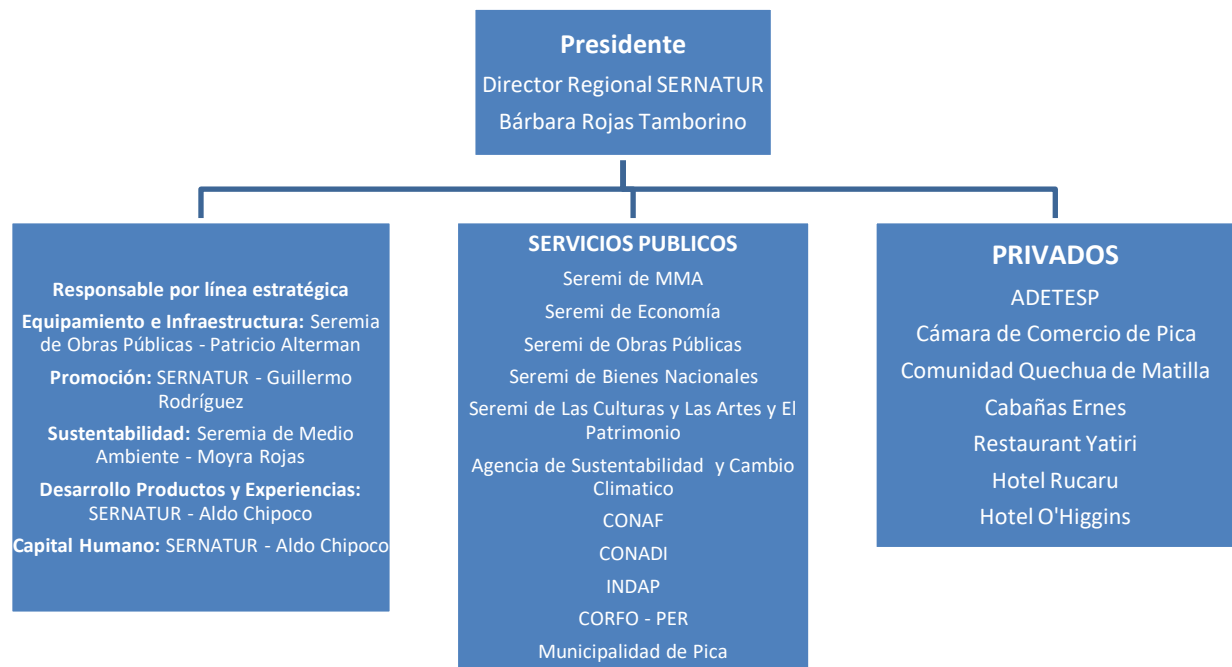 Presidente
Director Regional SERNATUR
Bárbara Rojas Tamborino
Responsable por línea estratégica
Equipamiento e Infraestructura: Seremia
de Obras Públicas - Patricio Alterman
Promoción: SERNATUR - Guillermo
Rodríguez
Sustentabilidad: Seremia de Medio
Ambiente - Moyra Rojas
Desarrollo Productos y Experiencias:
SERNATUR - Aldo Chipoco
Capital Humano: SERNATUR - Aldo Chipoco
SERVICIOS PUBLICOS
Seremi de MMA
Seremi de Economía
Seremi de Obras Públicas
Seremi de Bienes Nacionales
Seremi de Las Culturas y Las Artes y El
Patrimonio
Agencia de Sustentabilidad y Cambio
Climatico
CONAF
CONADI
INDAP
CORFO - PER
Municipalidad de Pica
PRIVADOS
ADETESP
Cámara de Comercio de Pica
Comunidad Quechua de Matilla
Cabañas Ernes
Restaurant Yatiri
Hotel Rucaru
Hotel O'Higgins